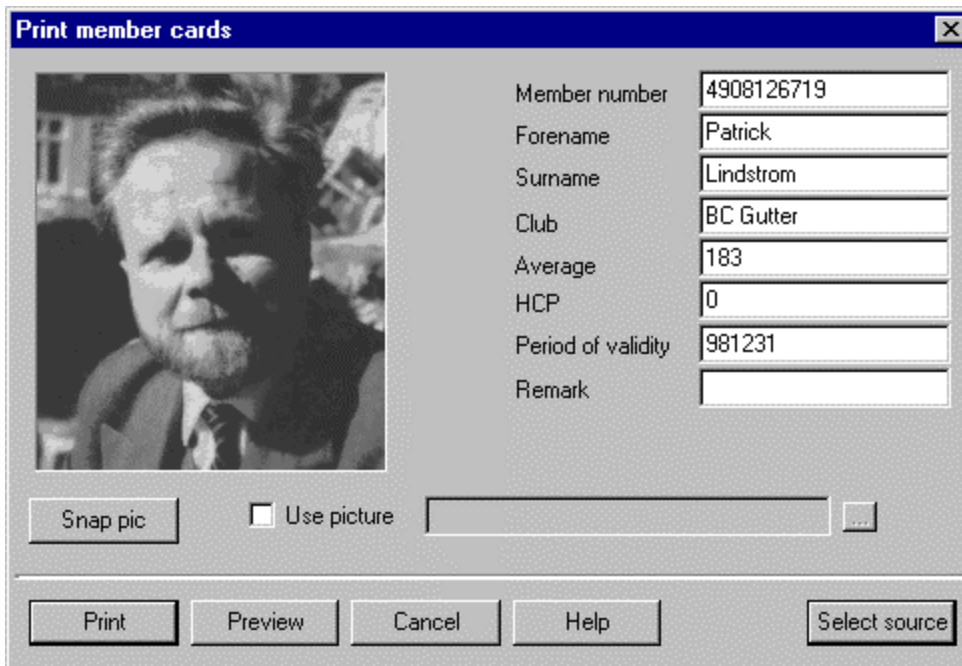 Print member cards
Member number 4908126719
Forename Patrick
Surname Lindstrom
Club BC Gutter
Average 183
HCP 0
Period of validity 981231
Remark
Snap pic Use picture ...
Print Preview Cancel Help Select source